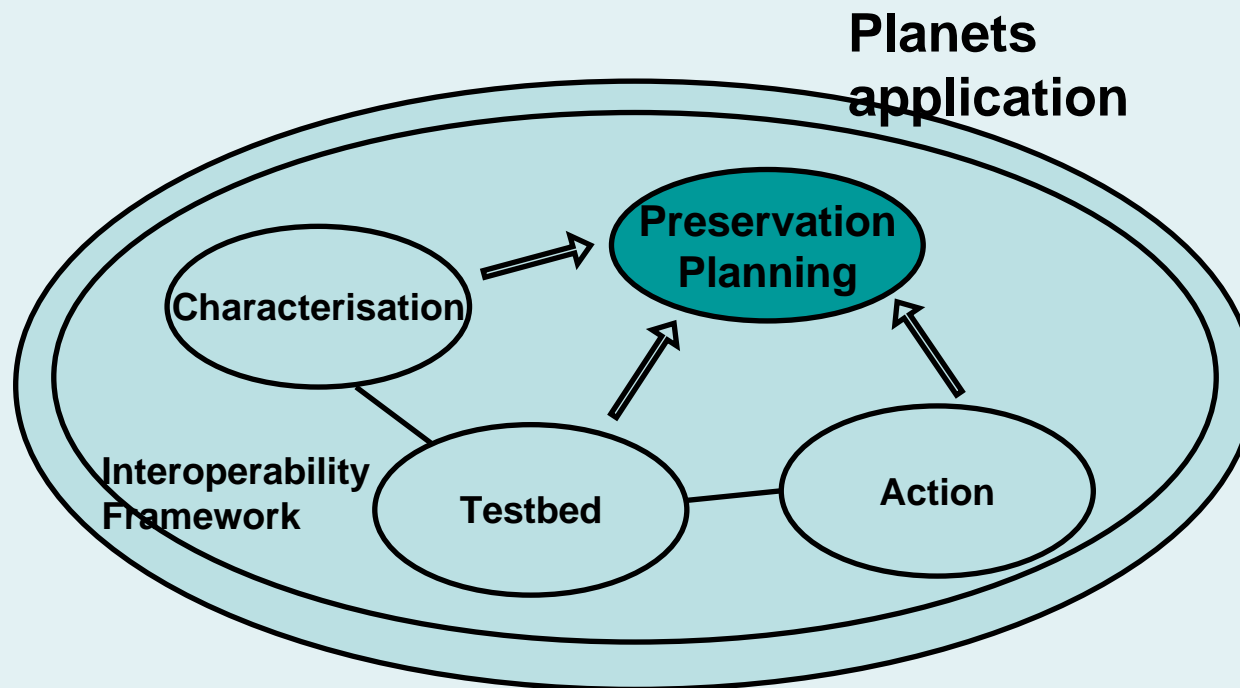 Planets
application
Preservation
Planning
Characterisation
Interoperability
Framework
Testbed
Action